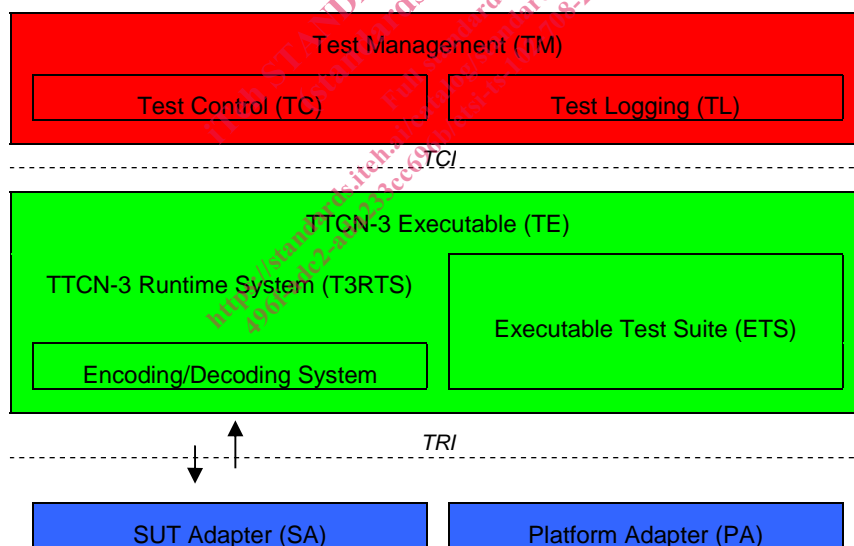 Test Management (TM)
Test Control (TC)
Test Logging (TL)
TCI
TTCN-3 Executable (TE)
TTCN-3 Runtime System (T3RTS)
Executable Test Suite (ETS)
Encoding/Decoding System
TRI
SUT Adapter (SA)
Platform Adapter (PA)